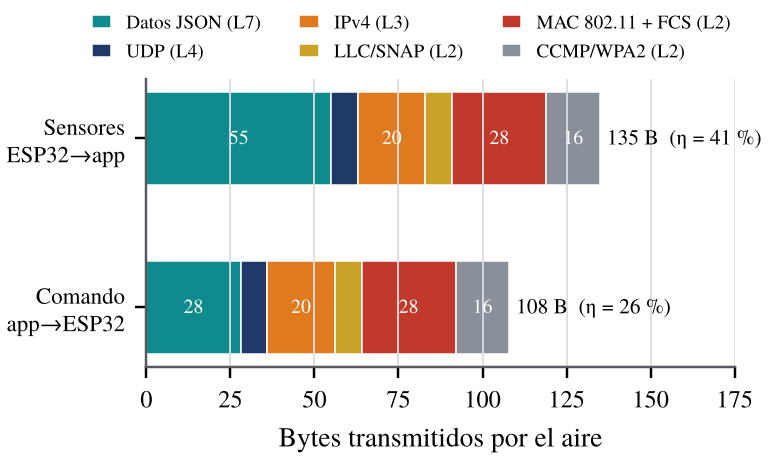 Datos JSON (L7) IPv4 (L3) MAC 802.11 + FCS (L2)
UDP (L4) LLC/SNAP (L2) CCMP/WPA2 (L2)
Sensores
ESP32→app
55 20 28 16 135 B (η = 41 %)
Comando
app→ESP32
28 20 28 16 108 B (η = 26 %)
0 25 50 75 100 125 150 175
Bytes transmitidos por el aire